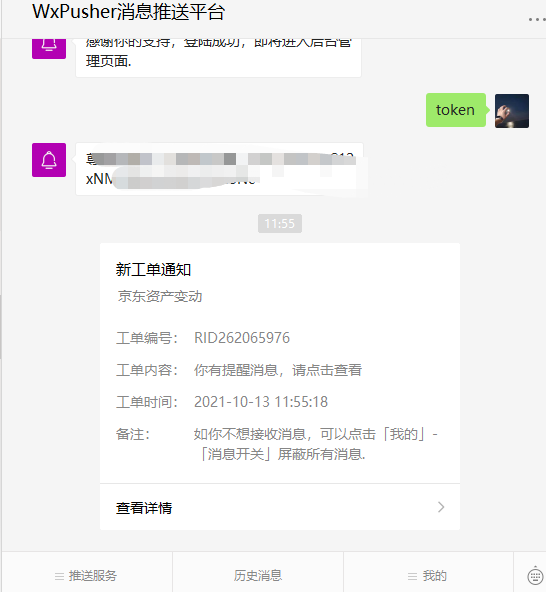 WxPusher消息推送平台
感谢你的支持，登陆成功，即将进入后台管
理页面.
token
xNM
11:55
新工单通知
京东资产变动
工单编号： RID262065976
工单内容： 你有提醒消息，请点击查看
工单时间： 2021-10-13 11:55:18
备注： 如你不想接收消息，可以点击「我的」-
「消息开关」屏蔽所有消息.
查看详情
推送服务 历史消息 我的